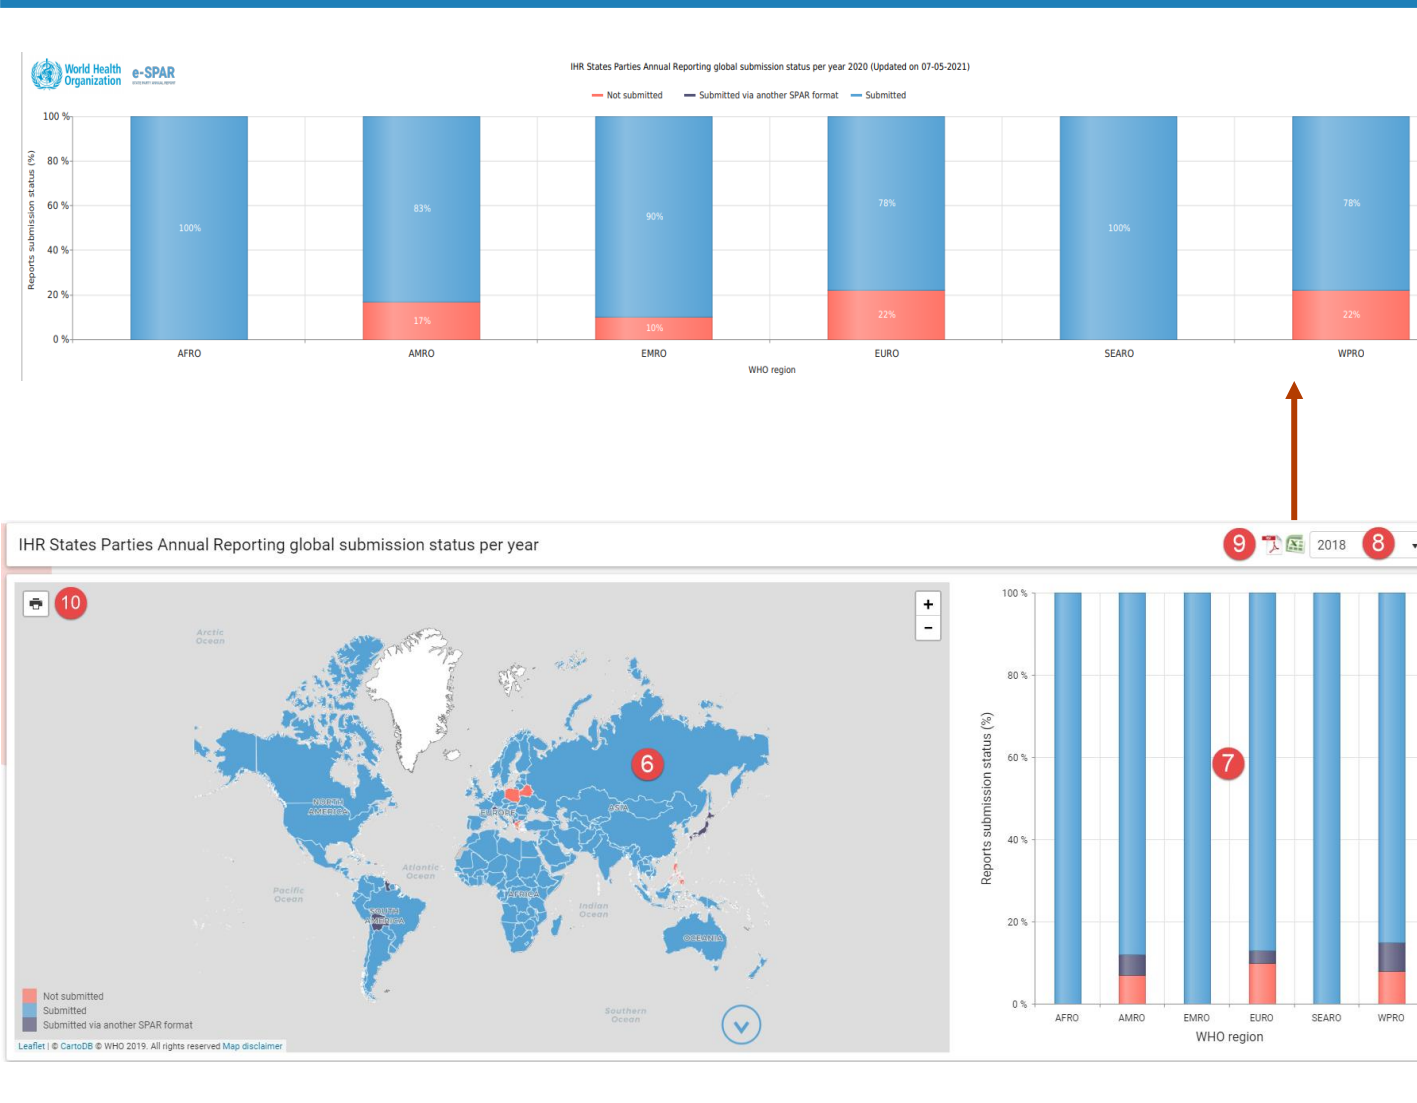 World Health
Organization
e-SPAR
IHR States Parties Annual Reporting global submission status per year 2020 (Updated on 07-05-2021)
Not submitted Submitted via another SPAR format Submitted
100 %
80 %
60 %
40 %
20 %
0 %
Reports submission status (%)
100% 83% 90% 78% 100% 78%
17% 10% 22% 22%
AFRO AMRO EMRO EURO SEARO WPRO
WHO region
IHR States Parties Annual Reporting global submission status per year
9 2018 8
10
+
−
Arctic
Ocean
6
NORTH
AMERICA
EUROPE
ASIA
Atlantic
Ocean
Pacific
Ocean
AFRICA
Indian
Ocean
SOUTH
AMERICA
OCEANIA
Southern
Ocean
Not submitted
Submitted
Submitted via another SPAR format
Leaflet | © CartoDB © WHO 2019. All rights reserved Map disclaimer
100 %
80 %
60 %
40 %
20 %
0 %
Reports submission status (%)
7
AFRO AMRO EMRO EURO SEARO WPRO
WHO region